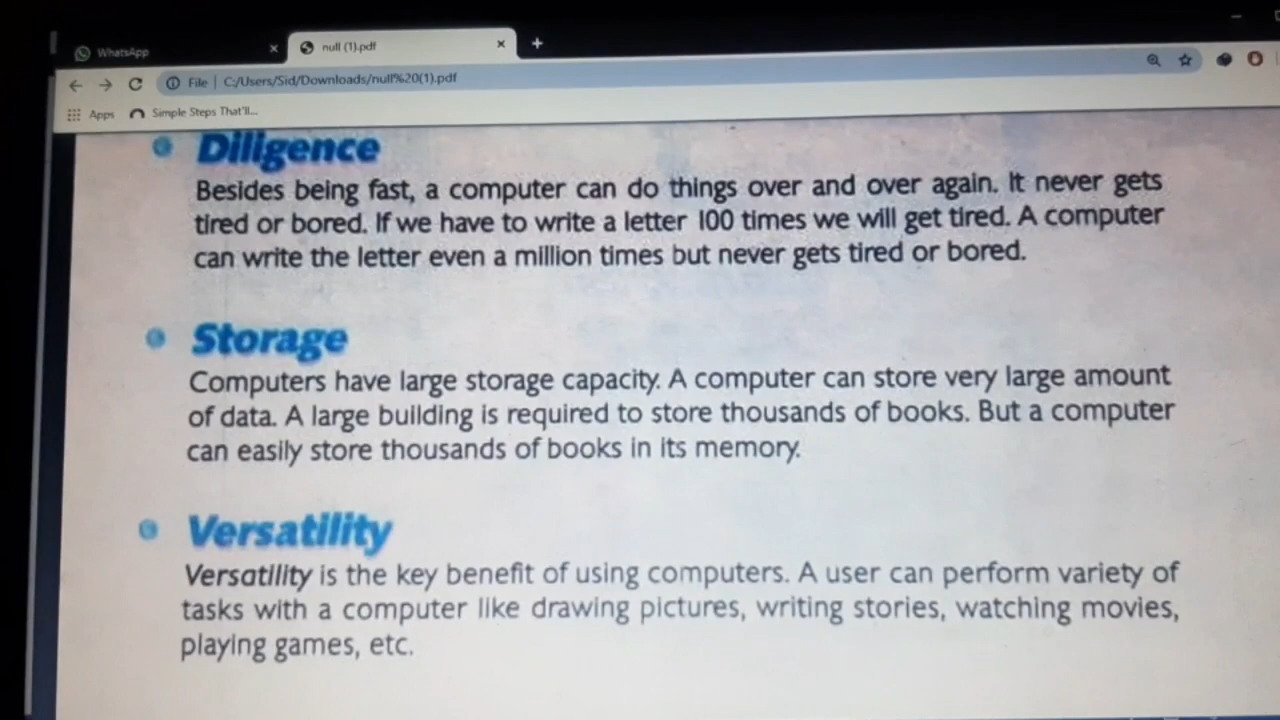 WhatsApp
null (1).pdf
File | C:/Users/Sid/Downloads/null%20(1).pdf
Apps Simple Steps That'll...
Diligence
Besides being fast, a computer can do things over and over again. It never gets
tired or bored. If we have to write a letter 100 times we will get tired. A computer
can write the letter even a million times but never gets tired or bored.
Storage
Computers have large storage capacity. A computer can store very large amount
of data. A large building is required to store thousands of books. But a computer
can easily store thousands of books in its memory.
Versatility
Versatility is the key benefit of using computers. A user can perform variety of
tasks with a computer like drawing pictures, writing stories, watching movies,
playing games, etc.